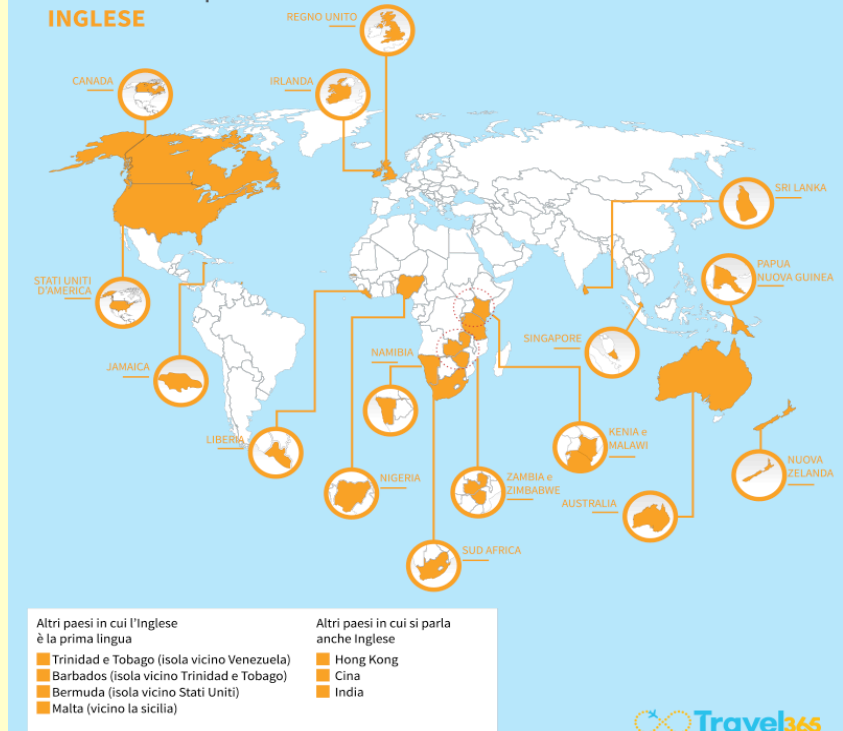 INGLESE
REGNO UNITO
CANADA
IRLANDA
SRI LANKA
PAPUA
NUOVA GUINEA
STATI UNITI
D'AMERICA
SINGAPORE
NAMIBIA
JAMAICA
LIBERIA
KENIA e
MALAWI
NUOVA
ZELANDA
NIGERIA
ZAMBIA e
ZIMBABWE
AUSTRALIA
SUD AFRICA
Altri paesi in cui l'Inglese
è la prima lingua
Trinidad e Tobago (isola vicino Venezuela)
Barbados (isola vicino Trinidad e Tobago)
Bermuda (isola vicino Stati Uniti)
Malta (vicino la sicilia)
Altri paesi in cui si parla
anche Inglese
Hong Kong
Cina
India
Travel365